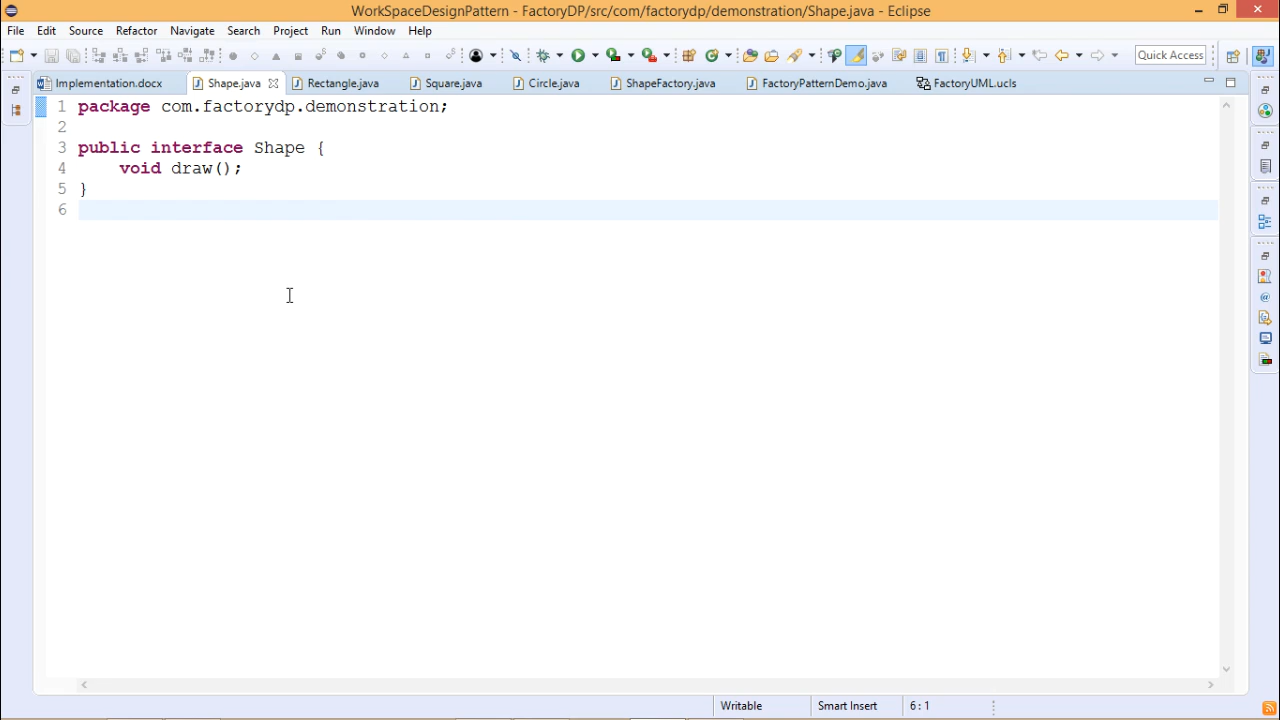 WorkSpaceDesignPattern - FactoryDP/src/com/factorydp/demonstration/Shape.java - Eclipse
File Edit Source Refactor Navigate Search Project Run Window Help
Quick Access
Implementation.docx Shape.java Rectangle.java Square.java Circle.java ShapeFactory.java FactoryPatternDemo.java FactoryUML.ucls
1 package com.factorydp.demonstration;
2
3 public interface Shape {
4 void draw();
5 }
6
Writable Smart Insert 6 : 1